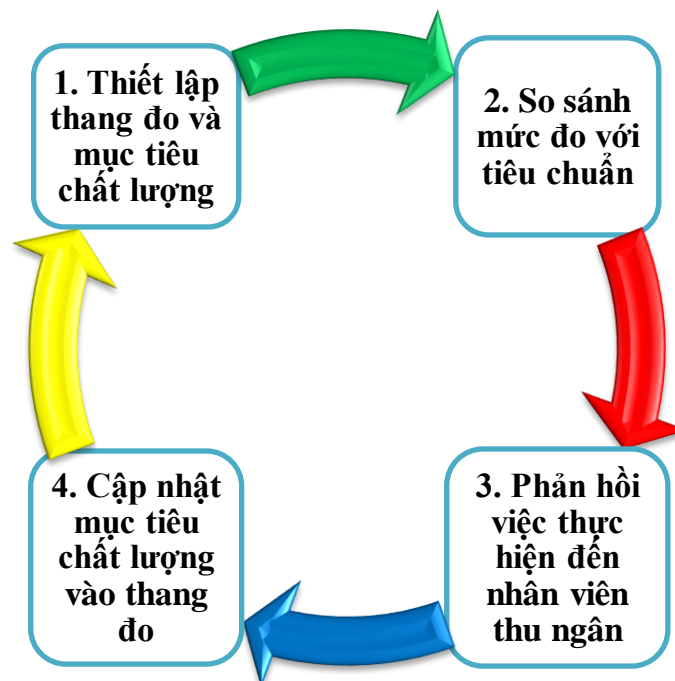 1. Thiết lập
thang đo và
mục tiêu
chất lượng
2. So sánh
mức đo với
tiêu chuẩn
3. Phản hồi
việc thực
hiện đến
nhân viên
thu ngân
4. Cập nhật
mục tiêu
chất lượng
vào thang
đo